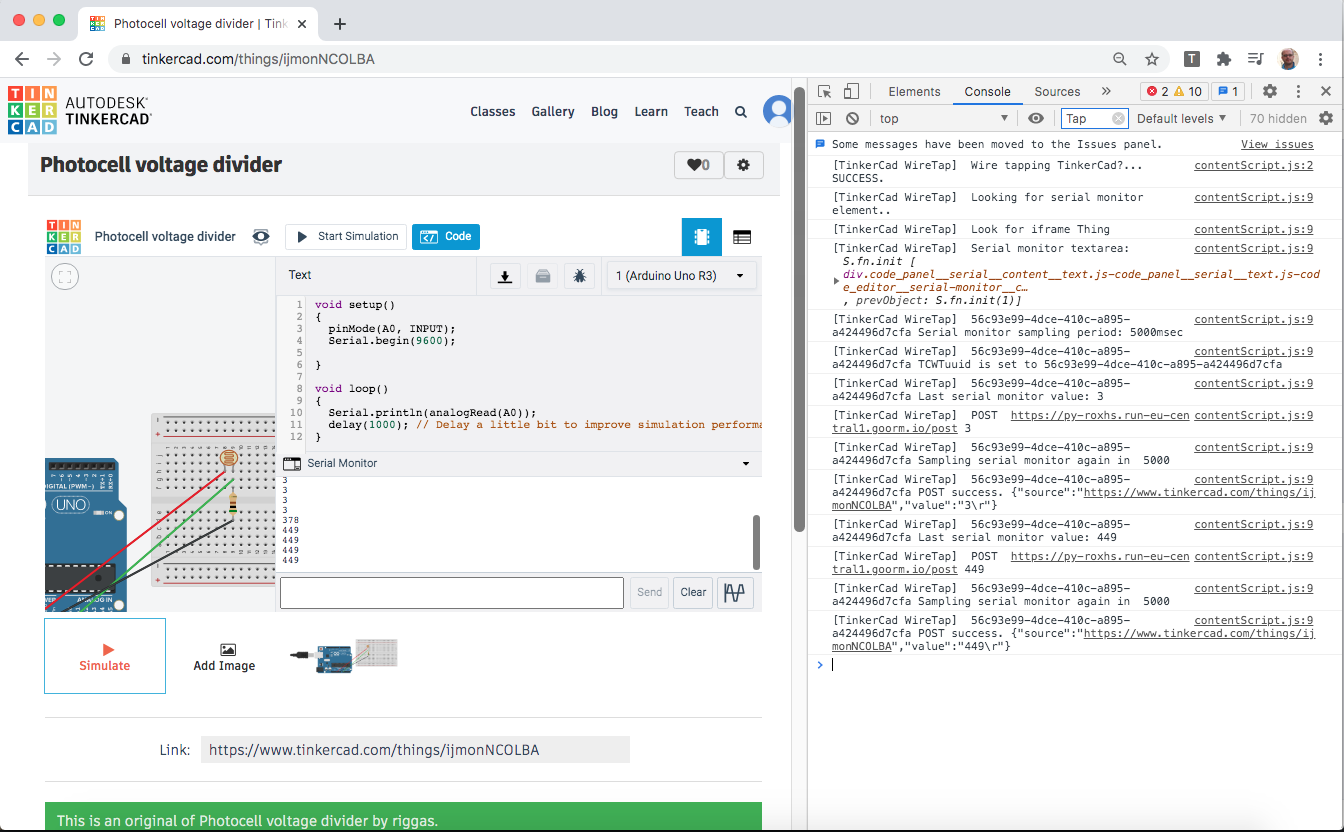 Photocell voltage divider | Tink
tinkercad.com/things/ijmonNCOLBA
T
TIN
KER
CAD
AUTODESK®
TINKERCAD®
Classes
Gallery
Blog
Learn
Teach
Photocell voltage divider
0
TIN
KER
CAD
Photocell voltage divider
Start Simulation
Code
Text
1 (Arduino Uno R3)
1 void setup()
2 {
3 pinMode(A0, INPUT);
4 Serial.begin(9600);
5
6 }
7
8 void loop()
9 {
10 Serial.println(analogRead(A0));
11 delay(1000); // Delay a little bit to improve simulation performa
12 }
DIGITAL (PWM~)
UNO
ON
ANALOG IN
Serial Monitor
3
3
3
3
378
449
449
449
449
Send
Clear
Simulate
Add Image
Link:
https://www.tinkercad.com/things/ijmonNCOLBA
This is an original of Photocell voltage divider by riggas.
Elements
Console
Sources
2
10
1
top
Tap
Default levels
70 hidden
Some messages have been moved to the Issues panel.
View issues
[TinkerCad WireTap] Wire tapping TinkerCad?... contentScript.js:2
SUCCESS.
[TinkerCad WireTap] Looking for serial monitor contentScript.js:9
element..
[TinkerCad WireTap] Look for iframe Thing contentScript.js:9
[TinkerCad WireTap] Serial monitor textarea: contentScript.js:9
S.fn.init [
div.code_panel__serial__content__text.js-code_panel__serial__text.js-cod
e_editor__serial-monitor__c…
, prevObject: S.fn.init(1)]
[TinkerCad WireTap] 56c93e99-4dce-410c-a895- contentScript.js:9
a424496d7cfa Serial monitor sampling period: 5000msec
[TinkerCad WireTap] 56c93e99-4dce-410c-a895- contentScript.js:9
a424496d7cfa TCWTuuid is set to 56c93e99-4dce-410c-a895-a424496d7cfa
[TinkerCad WireTap] 56c93e99-4dce-410c-a895- contentScript.js:9
a424496d7cfa Last serial monitor value: 3
[TinkerCad WireTap] POST https://py-roxhs.run-eu-cen contentScript.js:9
tral1.goorm.io/post 3
[TinkerCad WireTap] 56c93e99-4dce-410c-a895- contentScript.js:9
a424496d7cfa Sampling serial monitor again in 5000
[TinkerCad WireTap] 56c93e99-4dce-410c-a895- contentScript.js:9
a424496d7cfa POST success. {"source":"https://www.tinkercad.com/things/ij
monNCOLBA","value":"3\r"}
[TinkerCad WireTap] 56c93e99-4dce-410c-a895- contentScript.js:9
a424496d7cfa Last serial monitor value: 449
[TinkerCad WireTap] POST https://py-roxhs.run-eu-cen contentScript.js:9
tral1.goorm.io/post 449
[TinkerCad WireTap] 56c93e99-4dce-410c-a895- contentScript.js:9
a424496d7cfa Sampling serial monitor again in 5000
[TinkerCad WireTap] 56c93e99-4dce-410c-a895- contentScript.js:9
a424496d7cfa POST success. {"source":"https://www.tinkercad.com/things/ij
monNCOLBA","value":"449\r"}